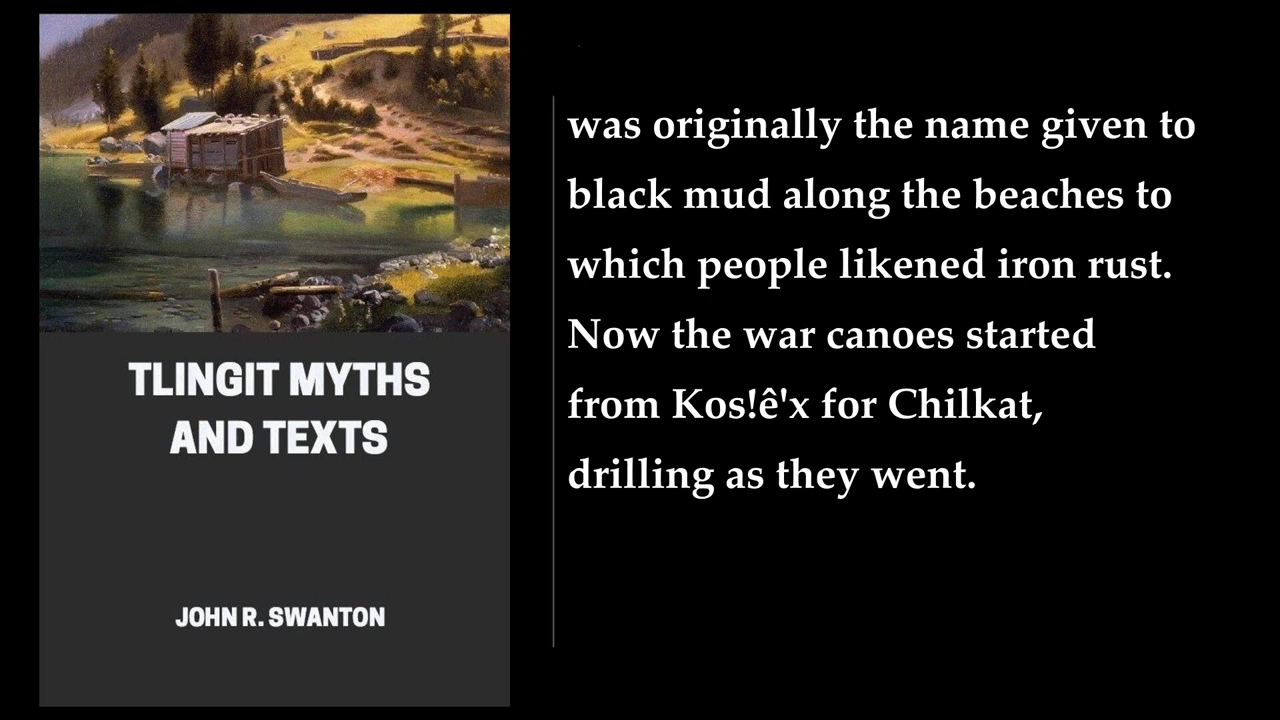 TLINGIT MYTHS
AND TEXTS
JOHN R. SWANTON
was originally the name given to
black mud along the beaches to
which people likened iron rust.
Now the war canoes started
from Kos!ê'x for Chilkat,
drilling as they went.